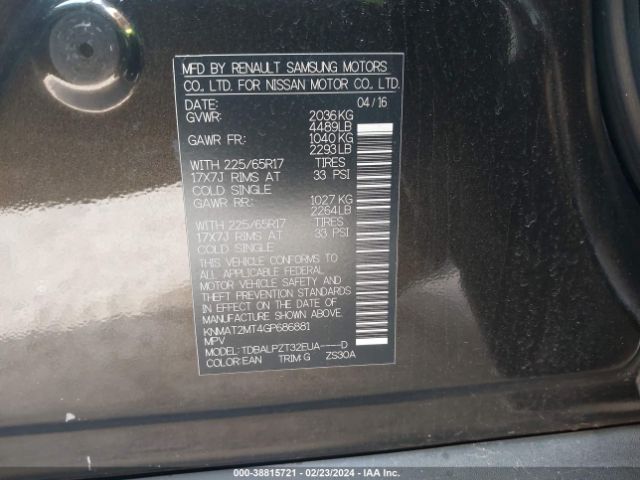 MFD BY RENAULT SAMSUNG MOTORS
CO., LTD. FOR NISSAN MOTOR CO., LTD.
DATE: 04/16
GVWR: 2036KG
4489LB
GAWR FR: 1040KG
2293LB
WITH 225/65R17 TIRES
17X7J RIMS AT 33 PSI
COLD SINGLE
GAWR RR: 1027KG
2264LB
WITH 225/65R17 TIRES
17X7J RIMS AT 33 PSI
COLD SINGLE
THIS VEHICLE CONFORMS TO
ALL APPLICABLE FEDERAL
MOTOR VEHICLE SAFETY AND
THEFT PREVENTION STANDARDS
IN EFFECT ON THE DATE OF
MANUFACTURE SHOWN ABOVE.
KNMAT2MT4GP686881
MPV
MODEL: TDBALPZT32EUA----D
COLOR:EAN TRIM:G ZS30A
000-38815721 - 02/23/2024 - IAA Inc.